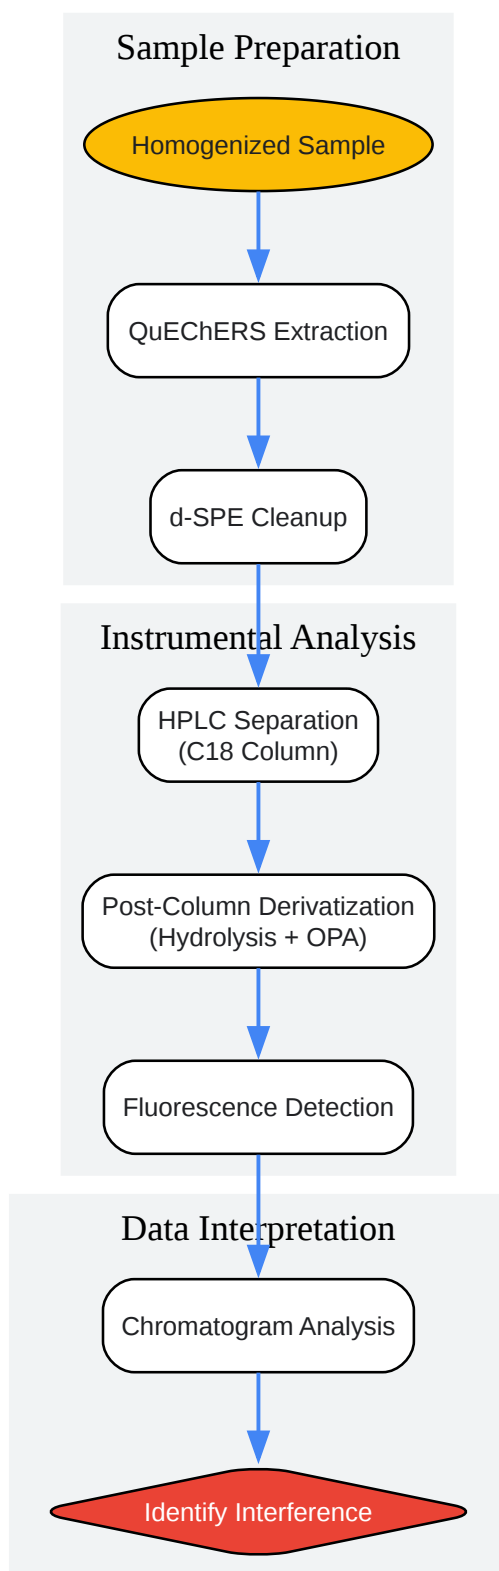 Sample Preparation
Homogenized Sample
QuEChERS Extraction
d-SPE Cleanup
Instrumental Analysis
HPLC Separation
(C18 Column)
Post-Column Derivatization
(Hydrolysis + OPA)
Fluorescence Detection
Data Interpretation
Chromatogram Analysis
Identify Interference